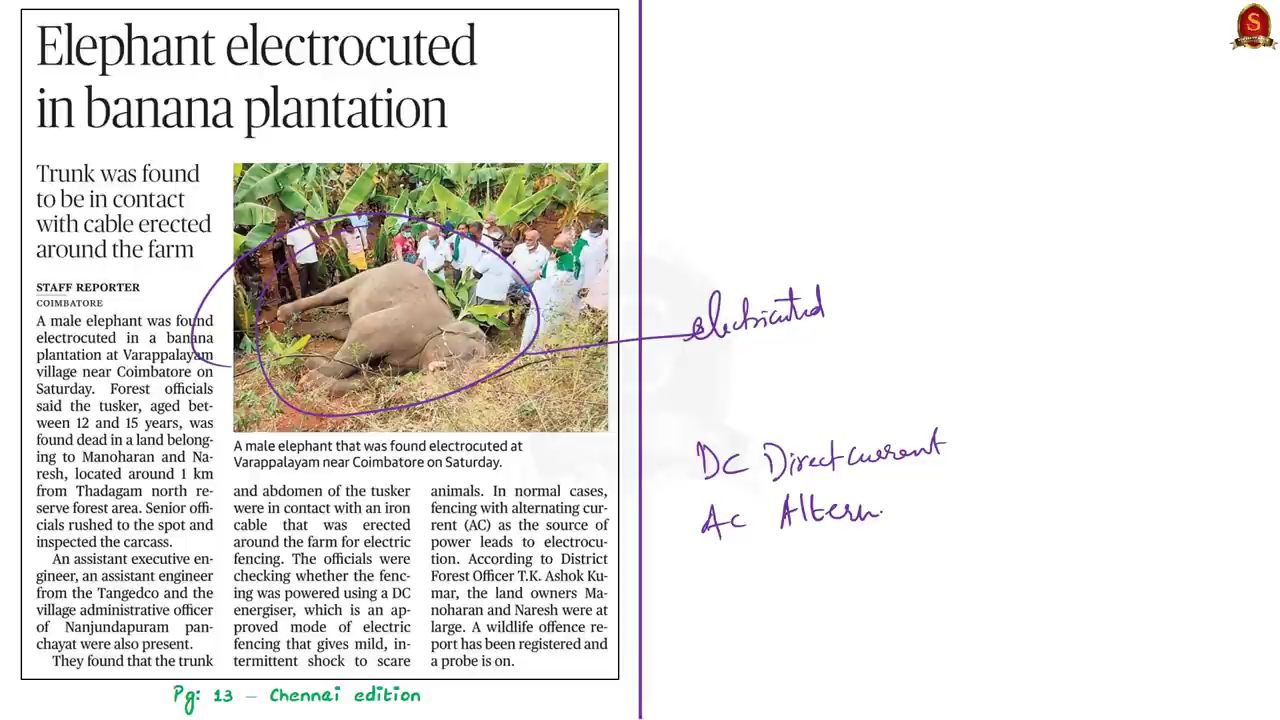 Elephant electrocuted
in banana plantation
Trunk was found
to be in contact
with cable erected
around the farm
STAFF REPORTER
COIMBATORE
A male elephant was found
electrocuted in a banana
plantation at Varappalayam
village near Coimbatore on
Saturday. Forest officials
said the tusker, aged bet-
ween 12 and 15 years, was
found dead in a land belong-
ing to Manoharan and Na-
resh, located around 1 km
from Thadagam north re-
serve forest area. Senior offi-
cials rushed to the spot and
inspected the carcass.
An assistant executive en-
gineer, an assistant engineer
from the Tangedco and the
village administrative officer
of Nanjundapuram pan-
chayat were also present.
They found that the trunk
A male elephant that was found electrocuted at
Varappalayam near Coimbatore on Saturday.
and abdomen of the tusker
were in contact with an iron
cable that was erected
around the farm for electric
fencing. The officials were
checking whether the fenc-
ing was powered using a DC
energiser, which is an ap-
proved mode of electric
fencing that gives mild, in-
termittent shock to scare
animals. In normal cases,
fencing with alternating cur-
rent (AC) as the source of
power leads to electrocu-
tion. According to District
Forest Officer T.K. Ashok Ku-
mar, the land owners Ma-
noharan and Naresh were at
large. A wildlife offence re-
port has been registered and
a probe is on.
Pg: 13 – Chennai edition
electricuted
DC Direct current
AC Altern
S